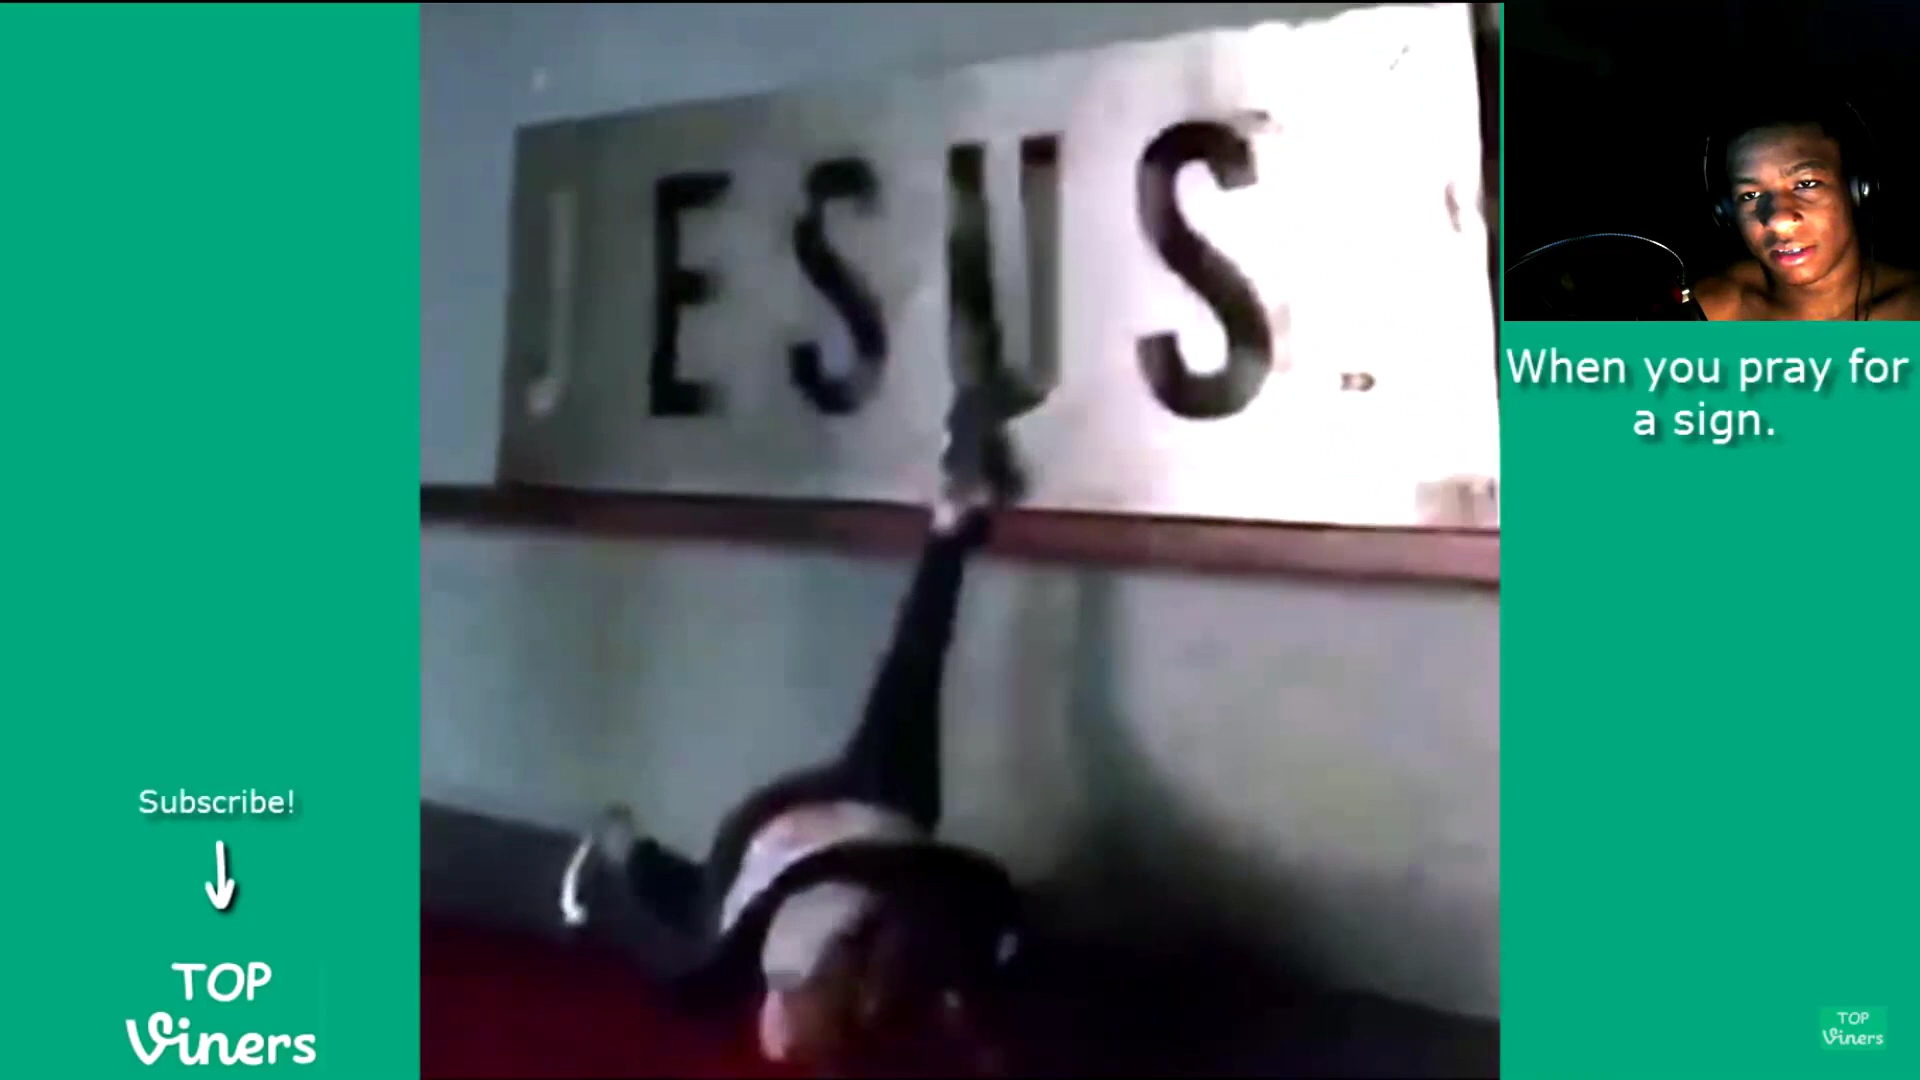 JESUS
When you pray for
a sign.
Subscribe!
TOP
Viners
TOP
Viners